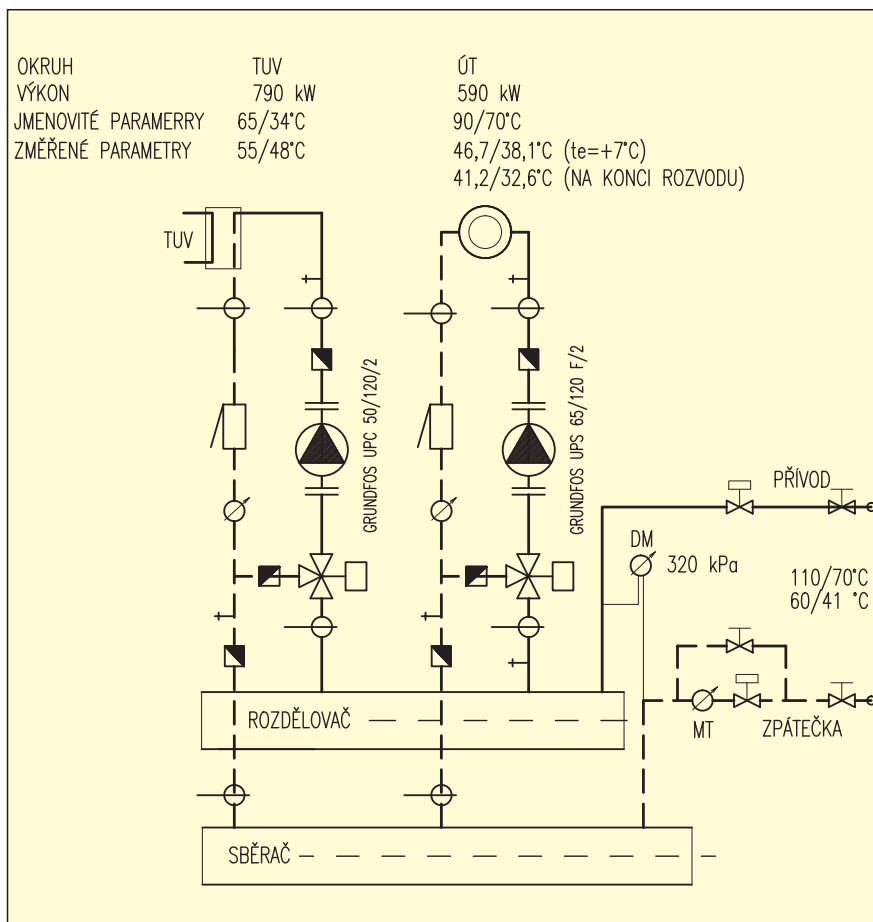 OKRUH TUV ÚT
VÝKON 790 kW 590 kW
JMENOVITÉ PARAMERRY 65/34°C 90/70°C
ZMĚŘENÉ PARAMETRY 55/48°C 46,7/38,1°C (te=+7°C)
41,2/32,6°C (NA KONCI ROZVODU)
TUV
GRUNDFOS UPC 50/120/2
GRUNDFOS UPS 65/120 F/2
PŘÍVOD
DM
320 kPa
110/70°C
60/41 °C
ROZDĚLOVAČ
MT
ZPÁTEČKA
SBĚRAČ